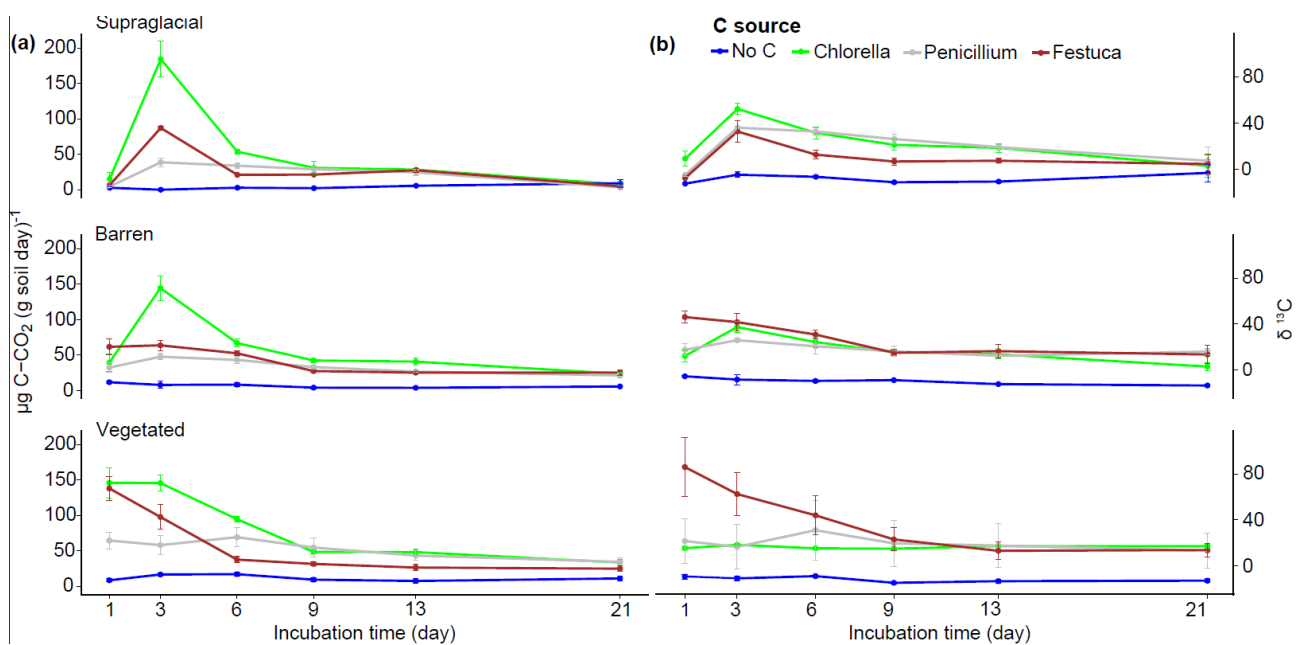 Supraglacial
(a)
200
150
100
50
0
(b)
C source
No C Chlorella Penicillium Festuca
80
40
0
Barren
200
150
100
50
0
80
40
0
µg C−CO₂ (g soil day)⁻¹
δ ¹³C
Vegetated
200
150
100
50
0
80
40
0
1 3 6 9 13 21
Incubation time (day)
1 3 6 9 13 21
Incubation time (day)